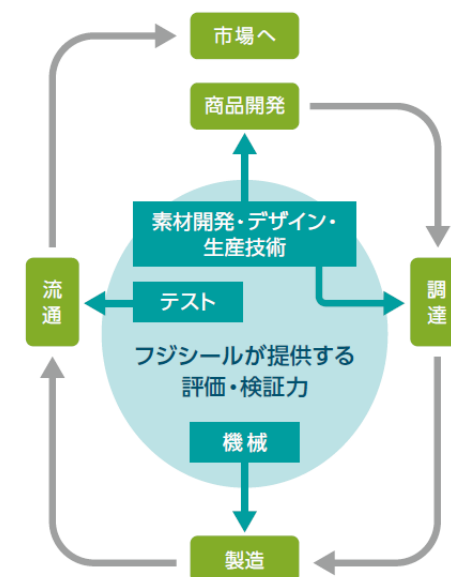 市場へ
商品開発
素材開発・デザイン・
生産技術
流通
テスト
調達
フジシールが提供する
評価・検証力
機械
製造